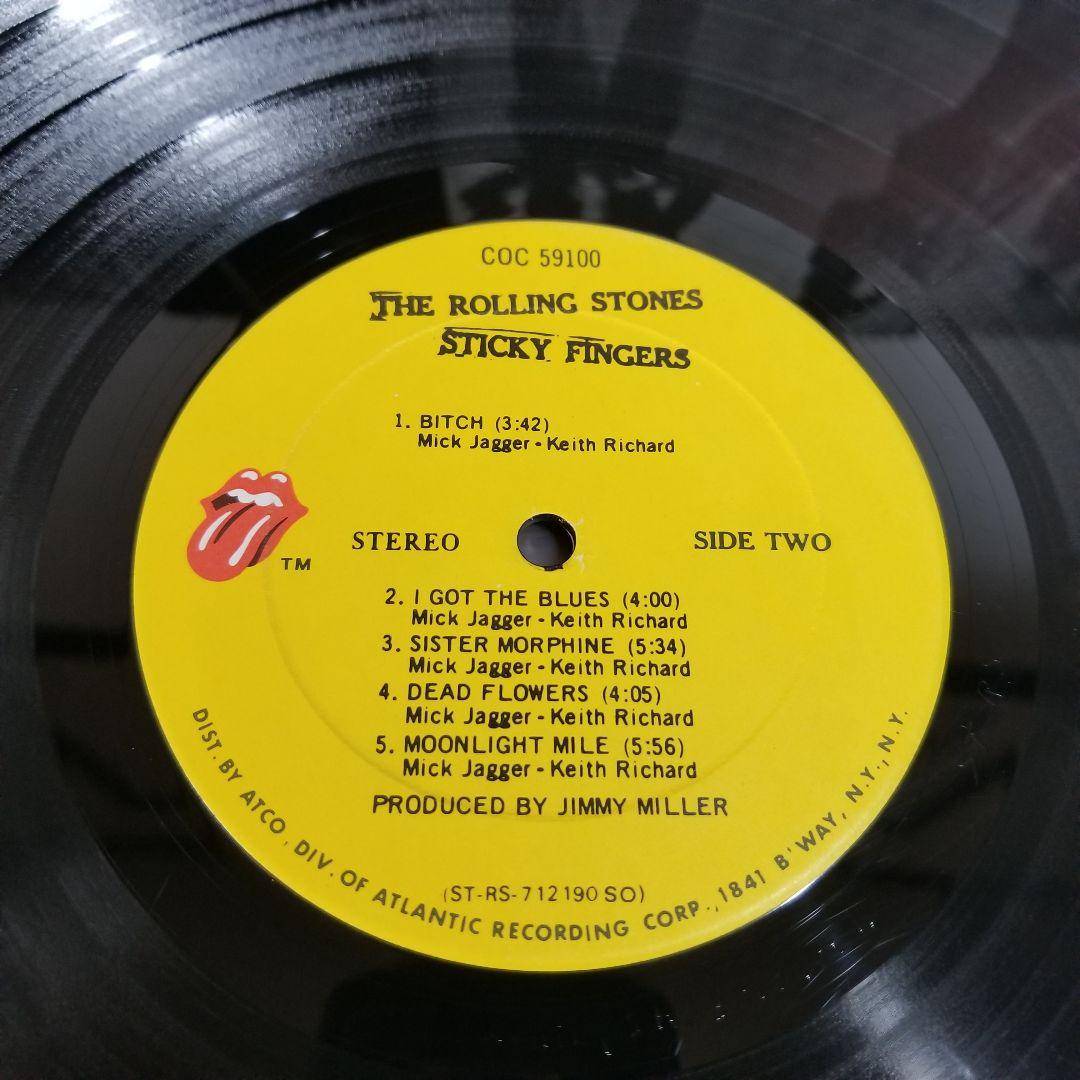 COC 59100
THE ROLLING STONES
STICKY FINGERS
1. BITCH (3:42)
Mick Jagger - Keith Richard
TM
STEREO
SIDE TWO
2. I GOT THE BLUES (4:00)
Mick Jagger - Keith Richard
3. SISTER MORPHINE (5:34)
Mick Jagger - Keith Richard
4. DEAD FLOWERS (4:05)
Mick Jagger - Keith Richard
5. MOONLIGHT MILE (5:56)
Mick Jagger - Keith Richard
PRODUCED BY JIMMY MILLER
(ST-RS-712190 SO)
DIST. BY ATCO, DIV. OF ATLANTIC RECORDING CORP., 1841 B'WAY, N.Y., N.Y.